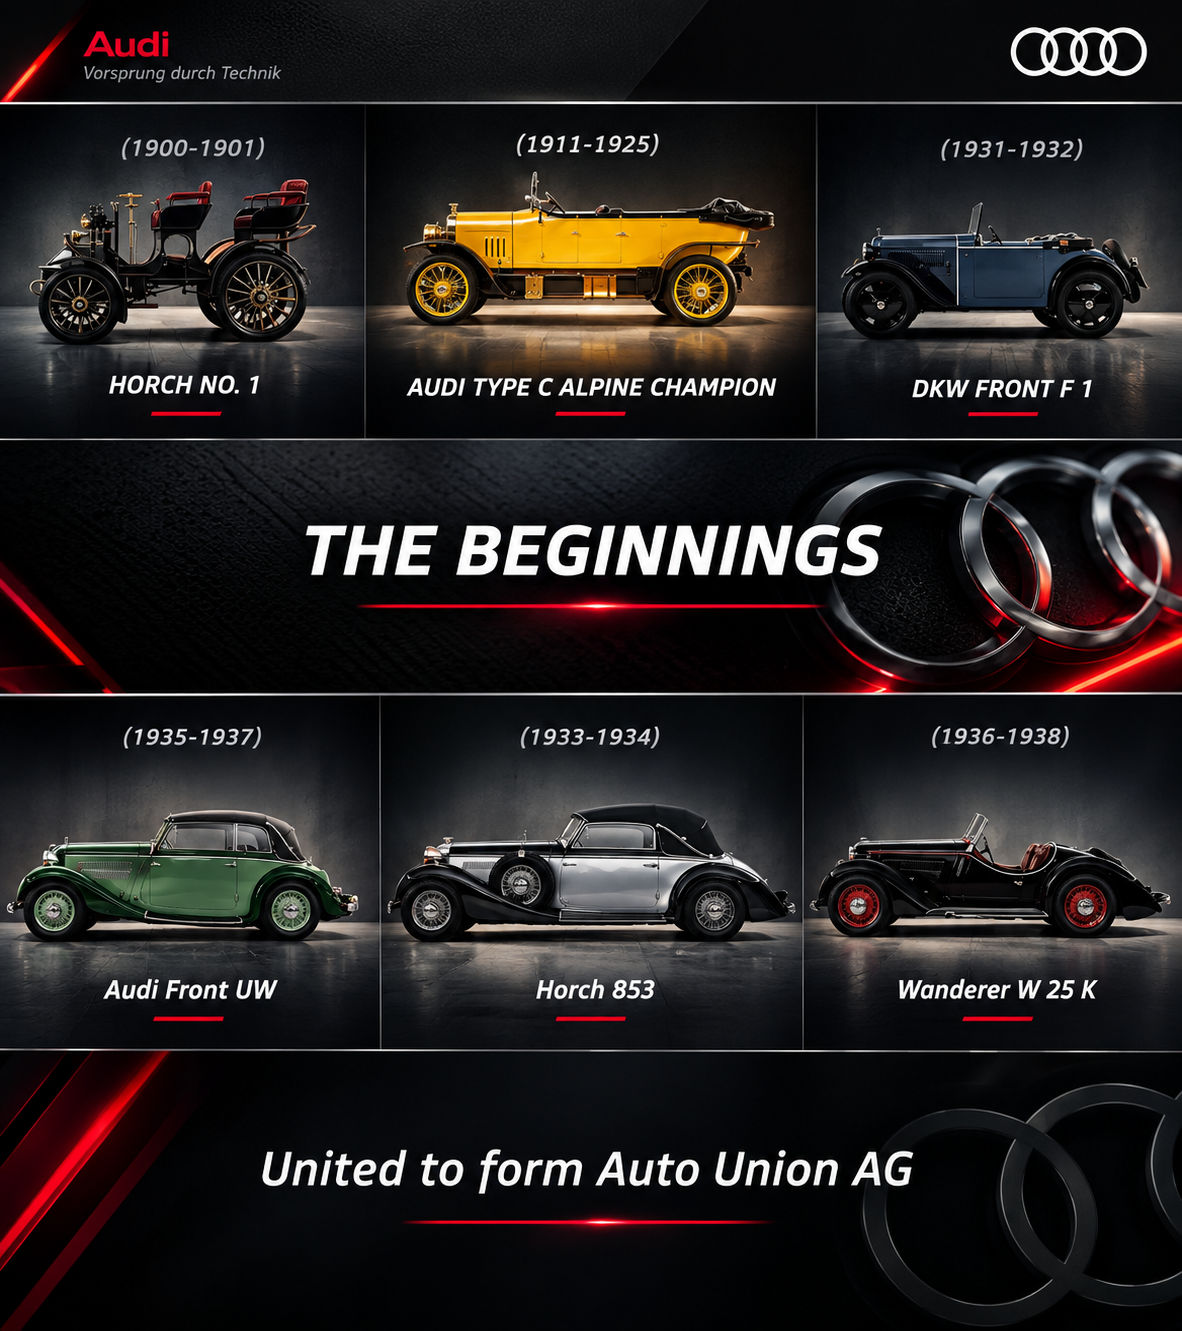 Audi
Vorsprung durch Technik
(1900-1901)
HORCH NO. 1
(1911-1925)
AUDI TYPE C ALPINE CHAMPION
(1931-1932)
DKW FRONT F 1
THE BEGINNINGS
(1935-1937)
Audi Front UW
(1933-1934)
Horch 853
(1936-1938)
Wanderer W 25 K
United to form Auto Union AG